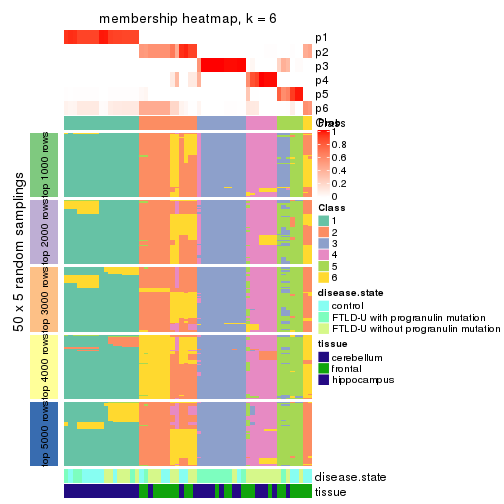 membership heatmap, k = 6
p1
p2
p3
p4
p5
p6
Class
Prob
1
0.8
0.6
0.4
0.2
0
Class
1
2
3
4
5
6
disease.state
control
FTLD-U with progranulin mutation
FTLD-U without progranulin mutation
tissue
cerebellum
frontal
hippocampus
50 x 5 random samplings
top 1000 rows
top 2000 rows
top 3000 rows
top 4000 rows
top 5000 rows
disease.state
tissue